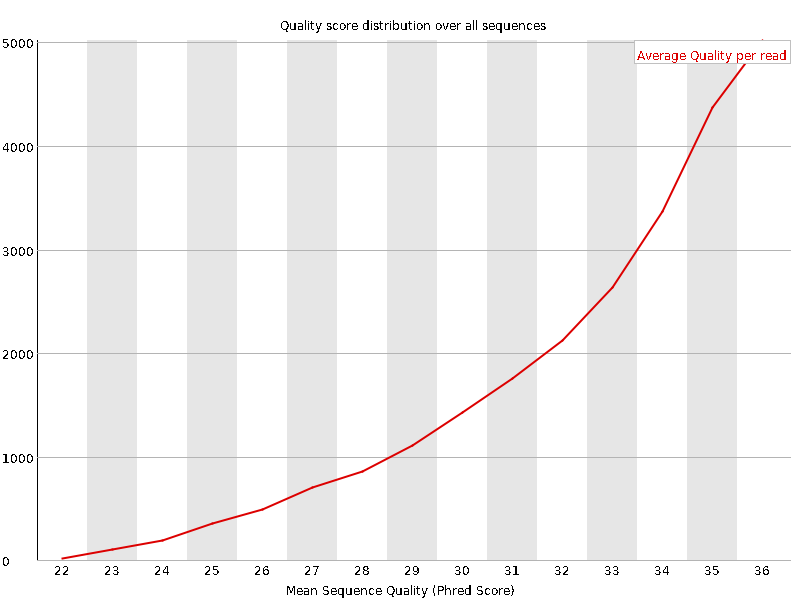 Quality score distribution over all sequences
Average Quality per read
5000
4000
3000
2000
1000
0
22 23 24 25 26 27 28 29 30 31 32 33 34 35 36
Mean Sequence Quality (Phred Score)